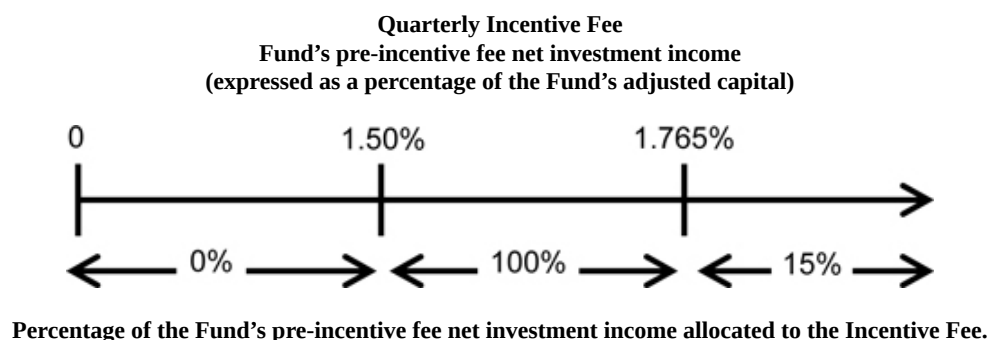 Quarterly Incentive Fee
Fund’s pre-incentive fee net investment income
(expressed as a percentage of the Fund’s adjusted capital)
0 1.50% 1.765%
0% 100% 15%
Percentage of the Fund’s pre-incentive fee net investment income allocated to the Incentive Fee.